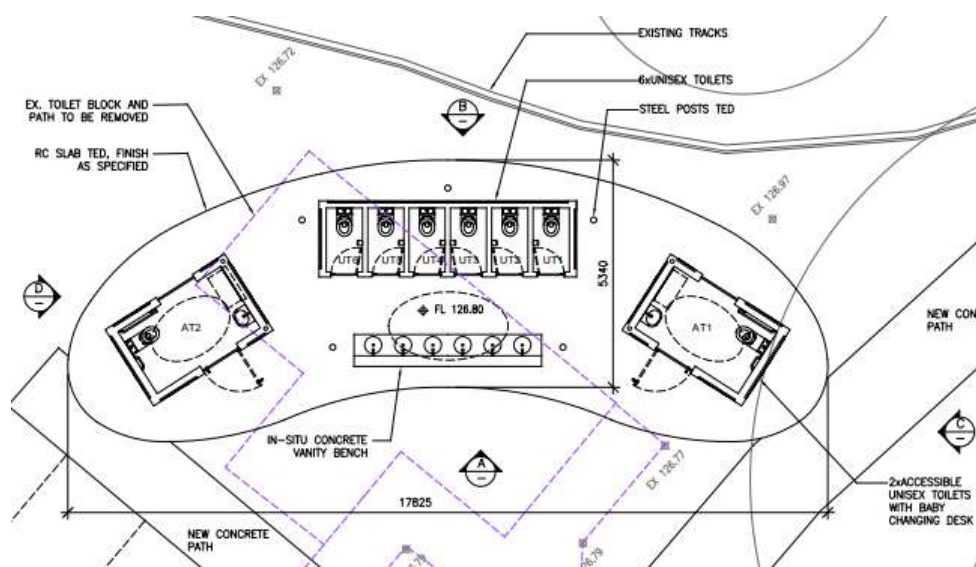 EXISTING TRACKS
EX 126.72
6xUNISEX TOILETS
EX. TOILET BLOCK AND
PATH TO BE REMOVED
STEEL POSTS TED
B
RC SLAB TED, FINISH
AS SPECIFIED
EX 126.97
UT6 UT5 UT4 UT3 UT2 UT1
5340
D
FL 126.80
AT2
AT1
NEW CON
PATH
IN-SITU CONCRETE
VANITY BENCH
C
A
EX 126.77
2xACCESSIBLE
UNISEX TOILETS
WITH BABY
CHANGING DESK
17825
NEW CONCRETE
PATH